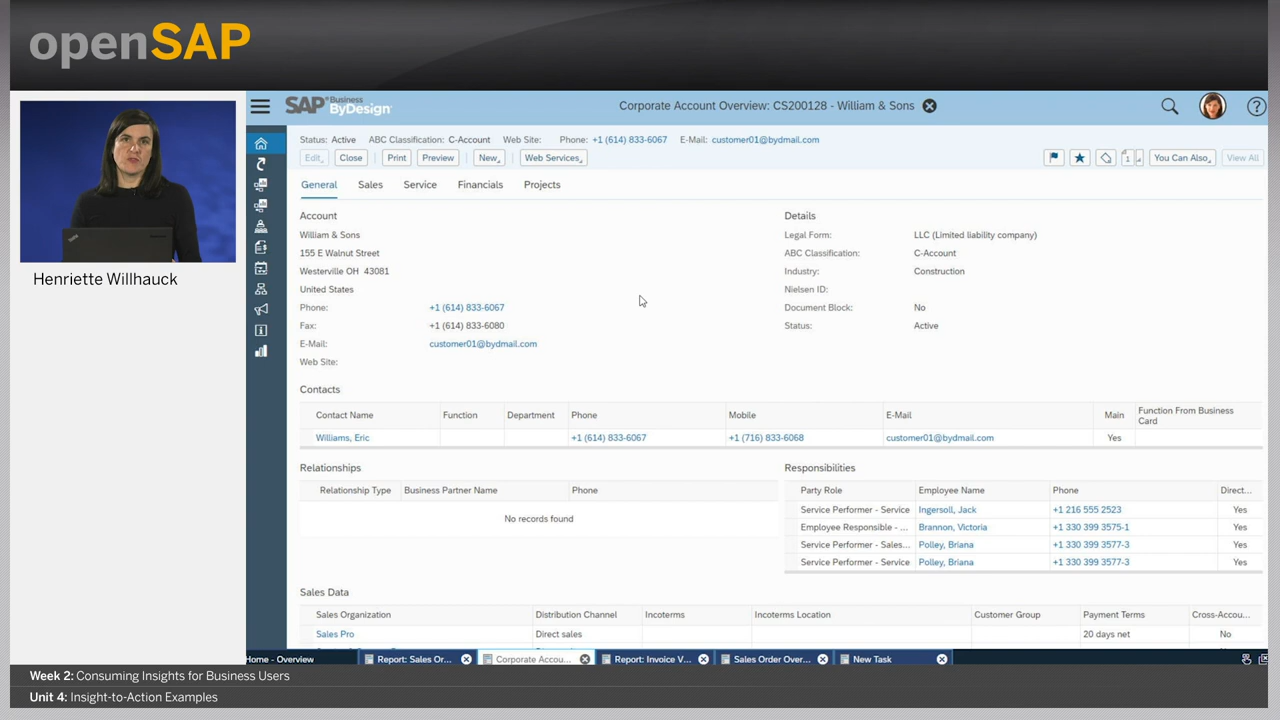 openSAP
SAP Business ByDesign
Corporate Account Overview: CS200128 - William & Sons
Status: Active ABC Classification: C-Account Web Site: Phone: +1 (614) 833-6067 E-Mail: customer01@bydmail.com
Edit Close Print Preview New Web Services 1 You Can Also View All
General Sales Service Financials Projects
Account
William & Sons
155 E Walnut Street
Westerville OH 43081
United States
Phone: +1 (614) 833-6067
Fax: +1 (614) 833-6080
E-Mail: customer01@bydmail.com
Web Site:
Details
Legal Form: LLC (Limited liability company)
ABC Classification: C-Account
Industry: Construction
Nielsen ID:
Document Block: No
Status: Active
Contacts
Contact Name Function Department Phone Mobile E-Mail Main Function From Business Card
Williams, Eric +1 (614) 833-6067 +1 (716) 833-6068 customer01@bydmail.com Yes
Relationships
Relationship Type Business Partner Name Phone
No records found
Responsibilities
Party Role Employee Name Phone Direct...
Service Performer - Service Ingersoll, Jack +1 216 555 2523 Yes
Employee Responsible - ... Brannon, Victoria +1 330 399 3575-1 Yes
Service Performer - Sales... Polley, Briana +1 330 399 3577-3 Yes
Service Performer - Service Polley, Briana +1 330 399 3577-3 Yes
Sales Data
Sales Organization Distribution Channel Incoterms Incoterms Location Customer Group Payment Terms Cross-Accou...
Sales Pro Direct sales 20 days net No
Home - Overview Report: Sales Or... Corporate Accou... Report: Invoice V... Sales Order Over... New Task
Henriette Willhauck
Week 2: Consuming Insights for Business Users
Unit 4: Insight-to-Action Examples